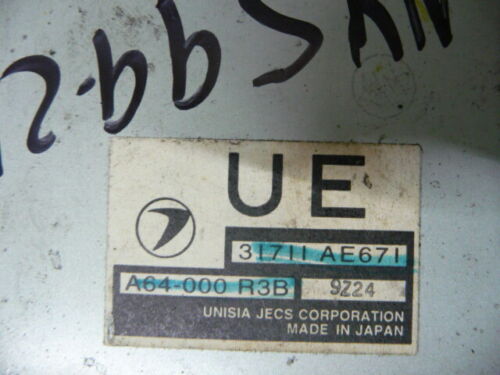 UE
31711 AE671
A64-000 R3B 9Z24
UNISIA JECS CORPORATION
MADE IN JAPAN